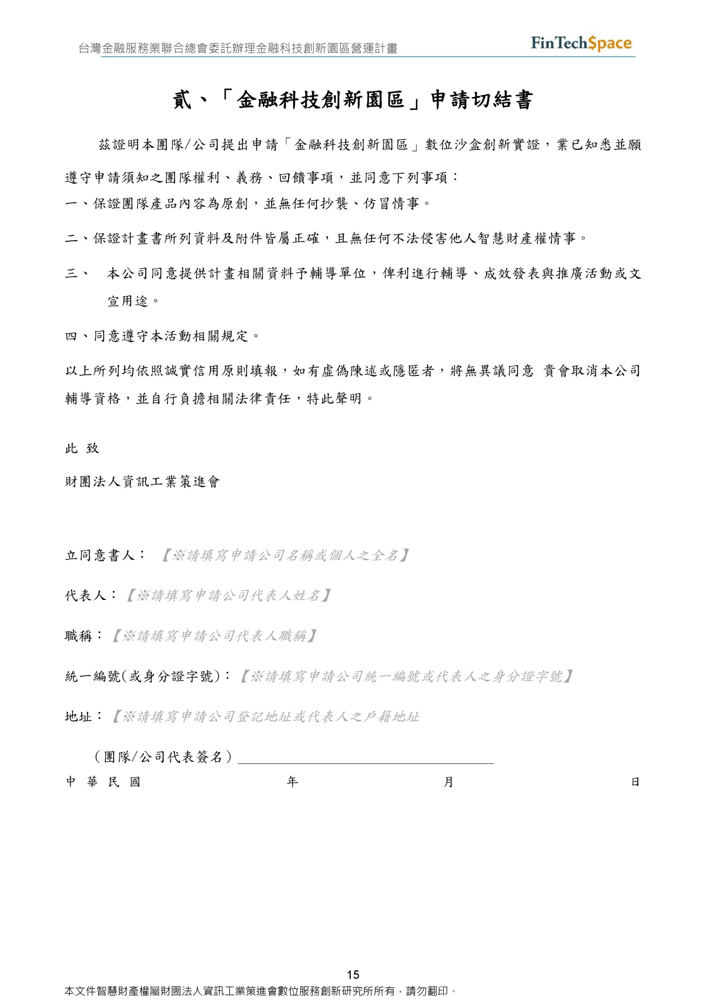 台灣金融服務業聯合總會委託辦理金融科技創新園區營運計畫
FinTech$pace
貳、「金融科技創新園區」申請切結書
茲證明本團隊/公司提出申請「金融科技創新園區」數位沙盒創新實證，業已知悉並願
遵守申請須知之團隊權利、義務、回饋事項，並同意下列事項：
一、保證團隊產品內容為原創，並無任何抄襲、仿冒情事。
二、保證計畫書所列資料及附件皆屬正確，且無任何不法侵害他人智慧財產權情事。
三、 本公司同意提供計畫相關資料予輔導單位，俾利進行輔導、成效發表與推廣活動或文
宣用途。
四、同意遵守本活動相關規定。
以上所列均依照誠實信用原則填報，如有虛偽陳述或隱匿者，將無異議同意 貴會取消本公司
輔導資格，並自行負擔相關法律責任，特此聲明。
此 致
財團法人資訊工業策進會
立同意書人： 【※請填寫申請公司名稱或個人之全名】
代表人：【※請填寫申請公司代表人姓名】
職稱：【※請填寫申請公司代表人職稱】
統一編號(或身分證字號)：【※請填寫申請公司統一編號或代表人之身分證字號】
地址：【※請填寫申請公司登記地址或代表人之戶籍地址
（團隊/公司代表簽名）____________________________________
中 華 民 國 年 月 日
15
本文件智慧財產權屬財團法人資訊工業策進會數位服務創新研究所所有，請勿翻印。